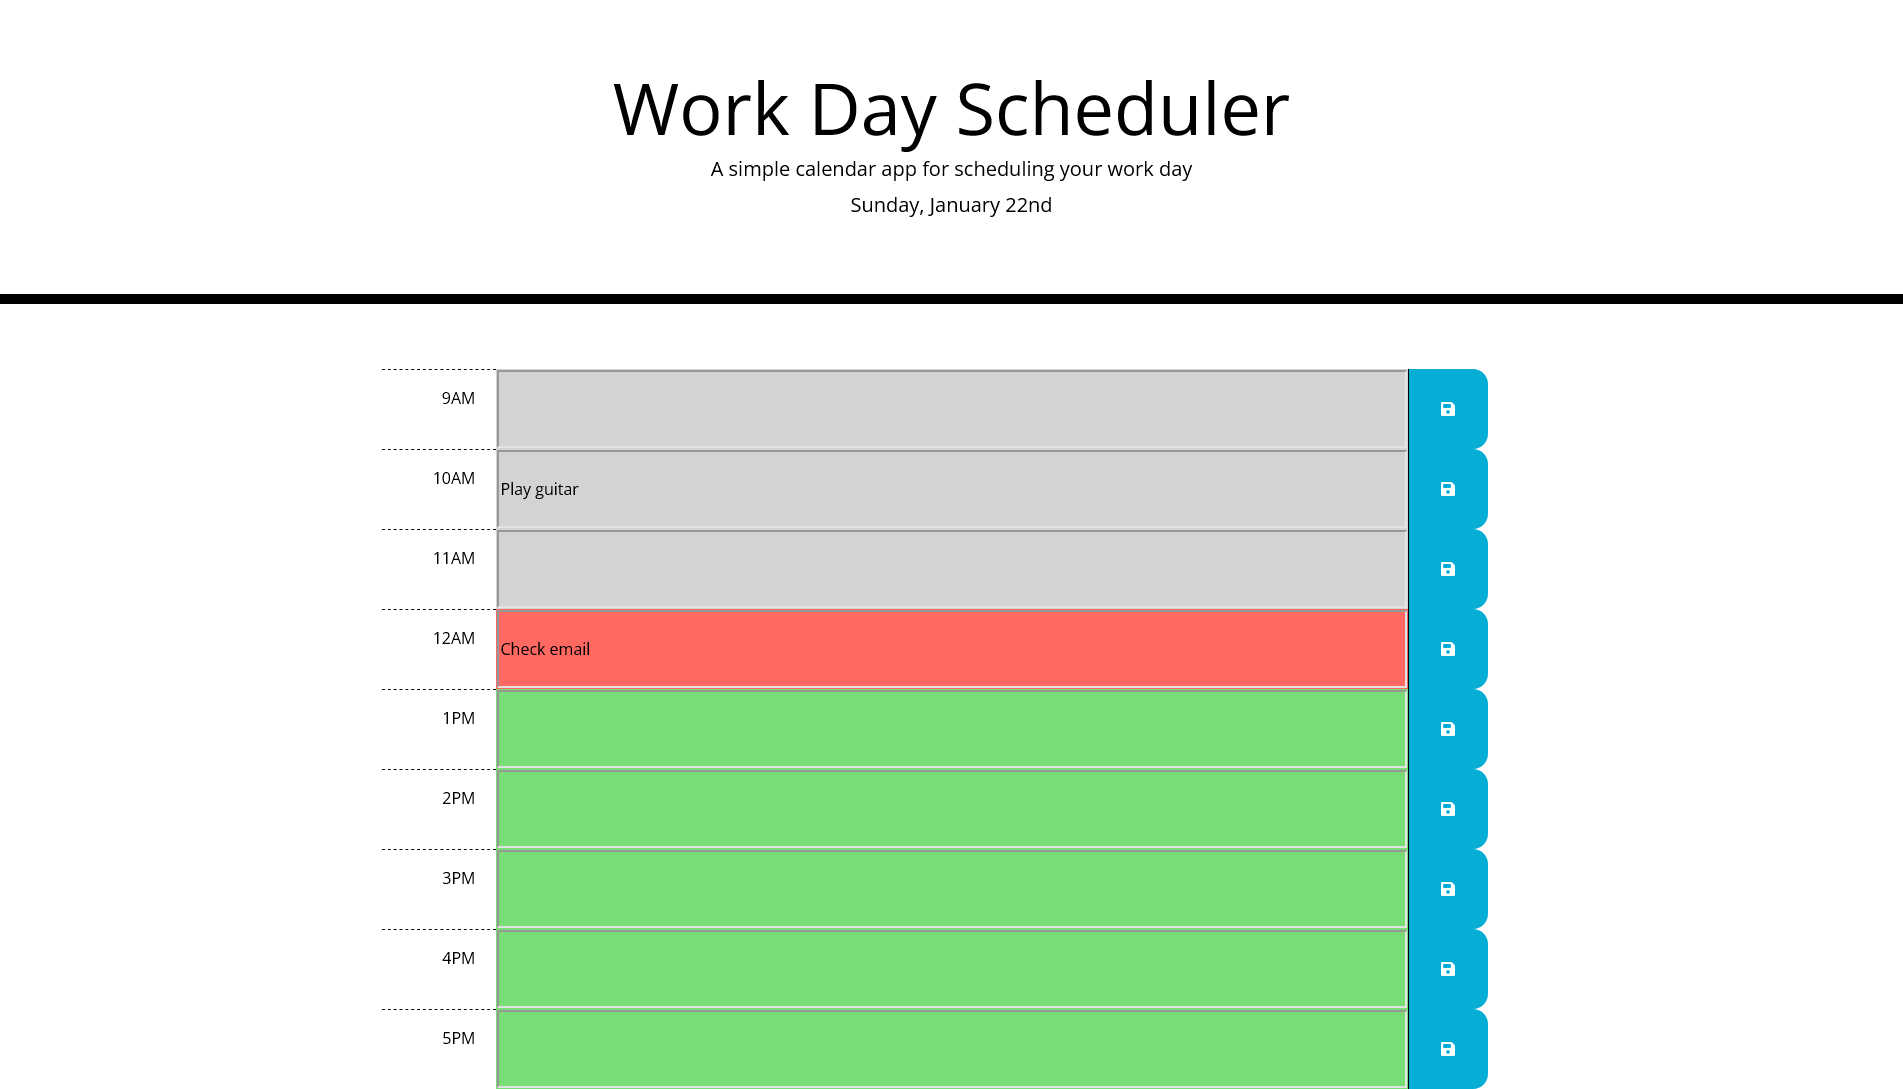 Work Day Scheduler
A simple calendar app for scheduling your work day
Sunday, January 22nd
9AM
10AM Play guitar
11AM
12AM Check email
1PM
2PM
3PM
4PM
5PM